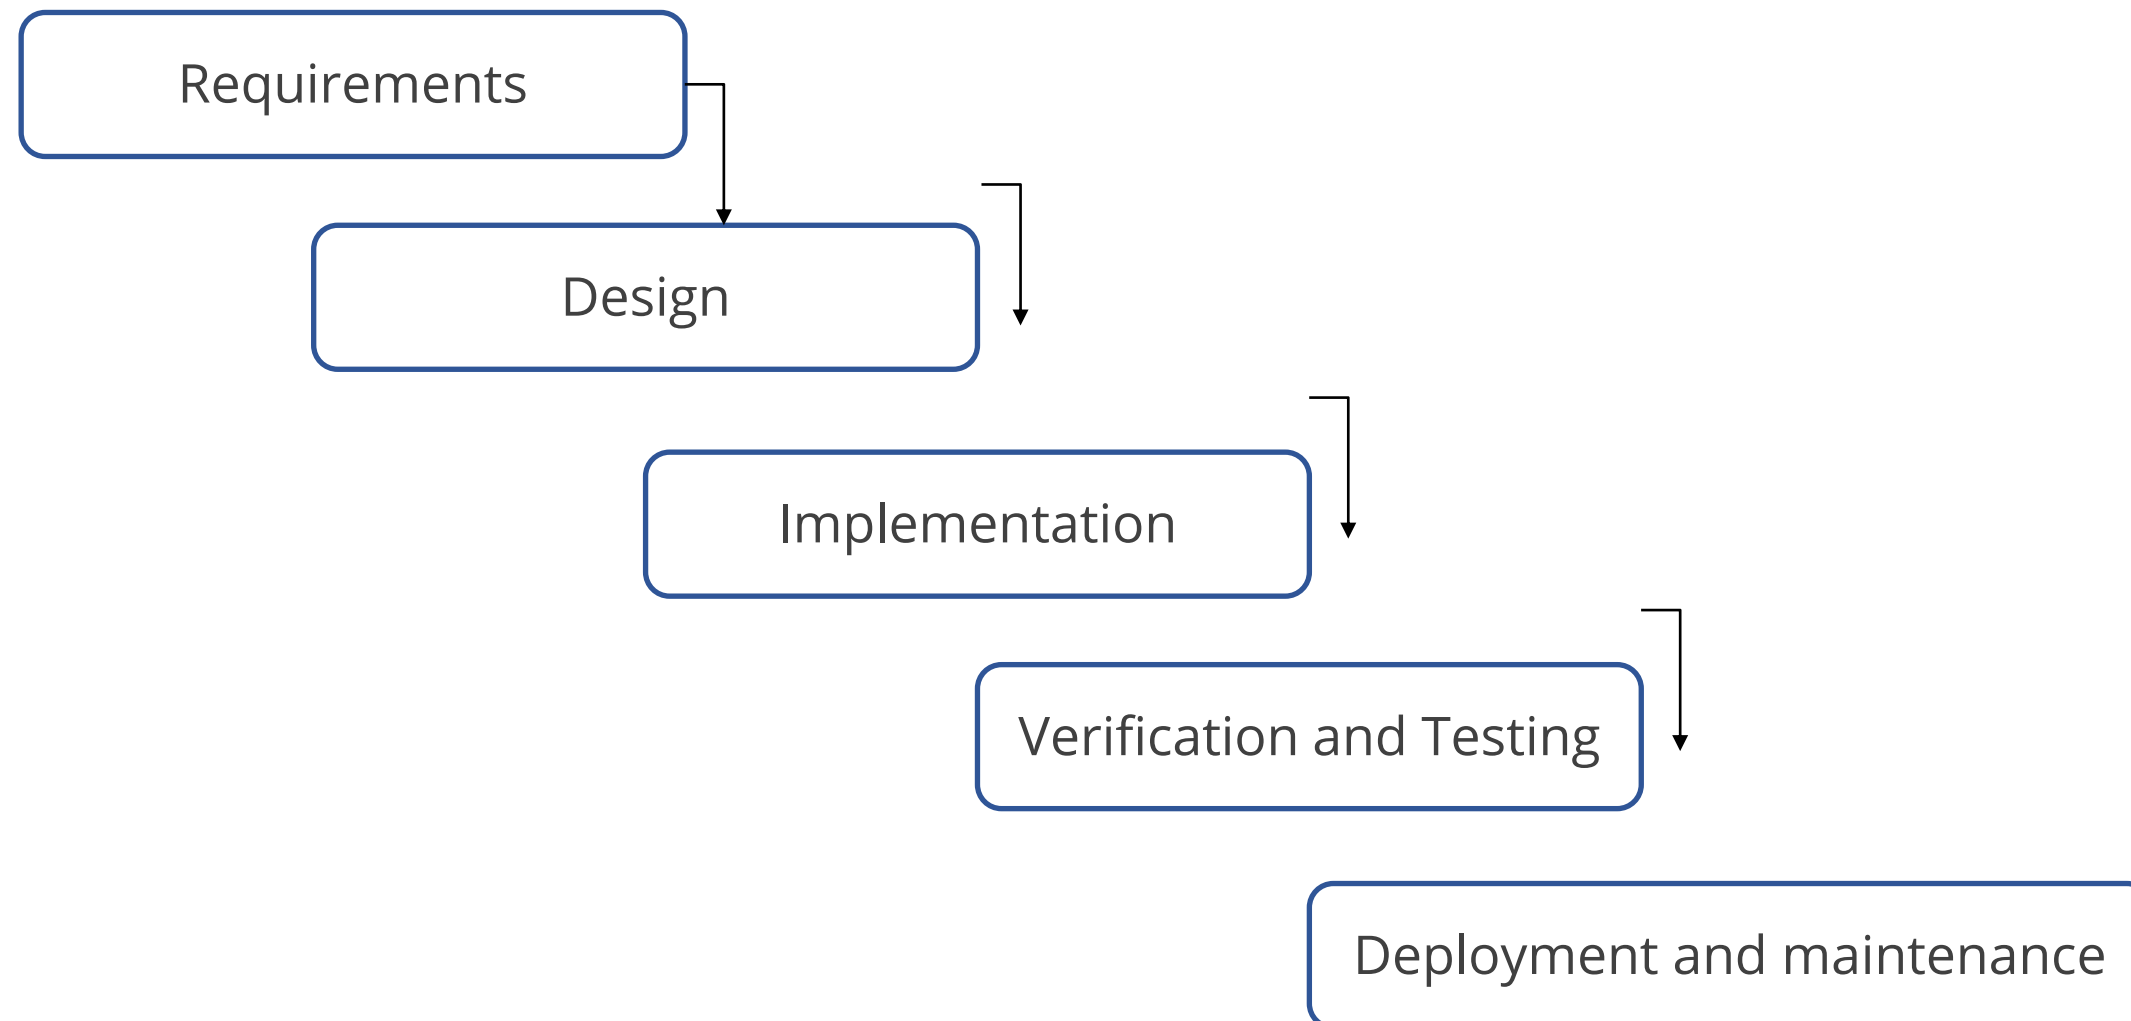 Requirements
Design
Implementation
Verification and Testing
Deployment and maintenance